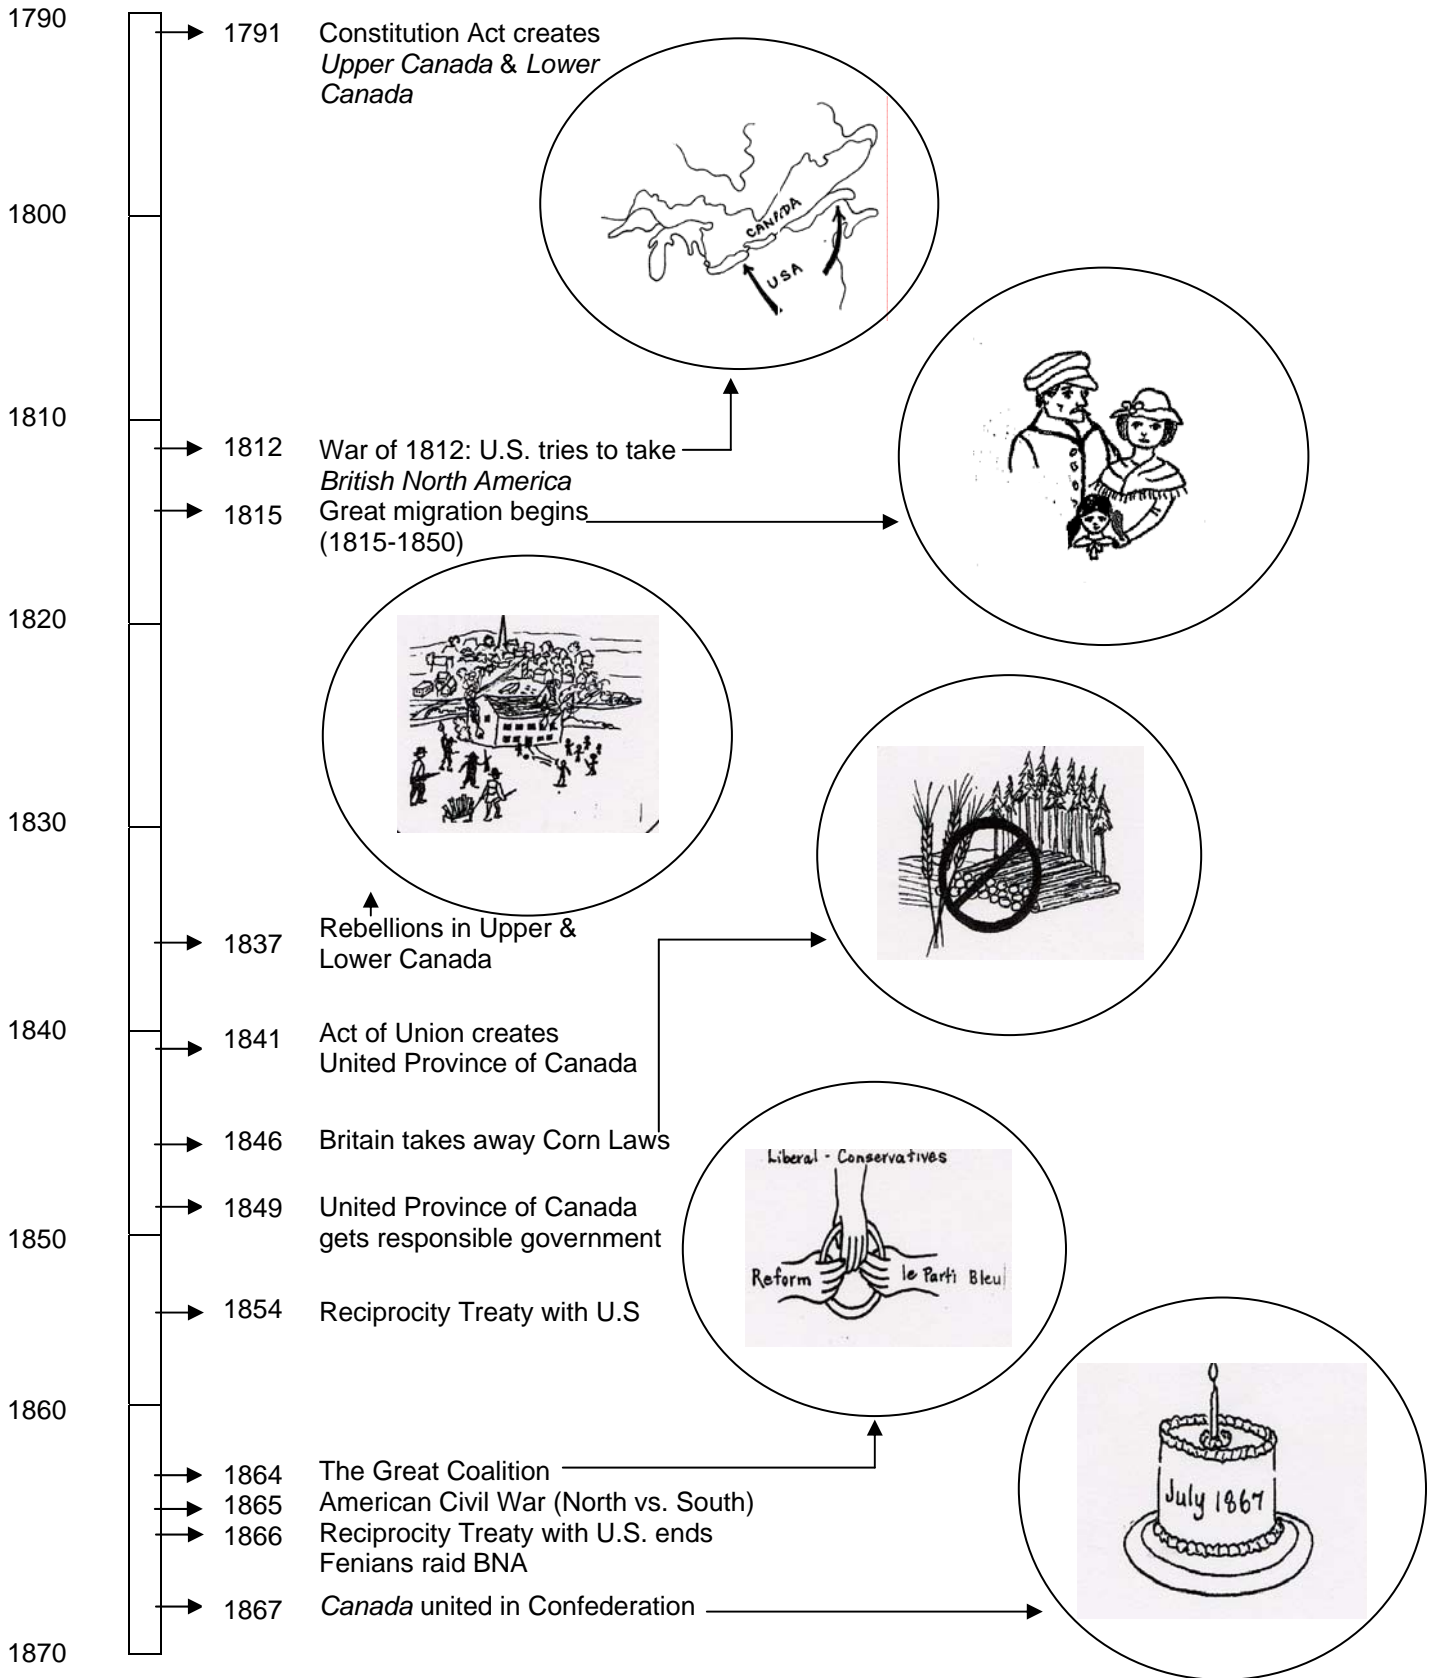 1790
1791 Constitution Act creates
Upper Canada & Lower
Canada
CANADA
USA
1800
1810
1812 War of 1812: U.S. tries to take
British North America
1815 Great migration begins
(1815-1850)
1820
1830
1837 Rebellions in Upper &
Lower Canada
1840
1841 Act of Union creates
United Province of Canada
1846 Britain takes away Corn Laws
1849 United Province of Canada
gets responsible government
1850
Liberal - Conservatives
Reform
le Parti Bleu
1854 Reciprocity Treaty with U.S
1860
1864 The Great Coalition
1865 American Civil War (North vs. South)
1866 Reciprocity Treaty with U.S. ends
Fenians raid BNA
July 1867
1867 Canada united in Confederation
1870